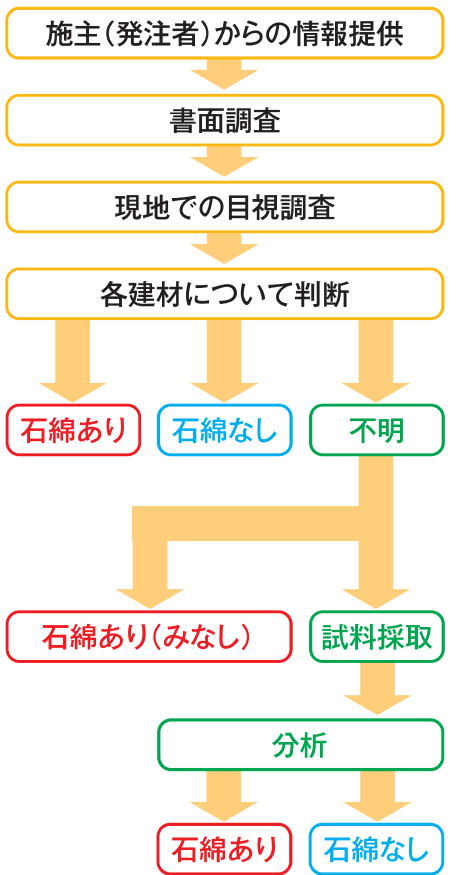 施主（発注者）からの情報提供
書面調査
現地での目視調査
各建材について判断
石綿あり
石綿なし
不明
石綿あり（みなし）
試料採取
分析
石綿あり
石綿なし